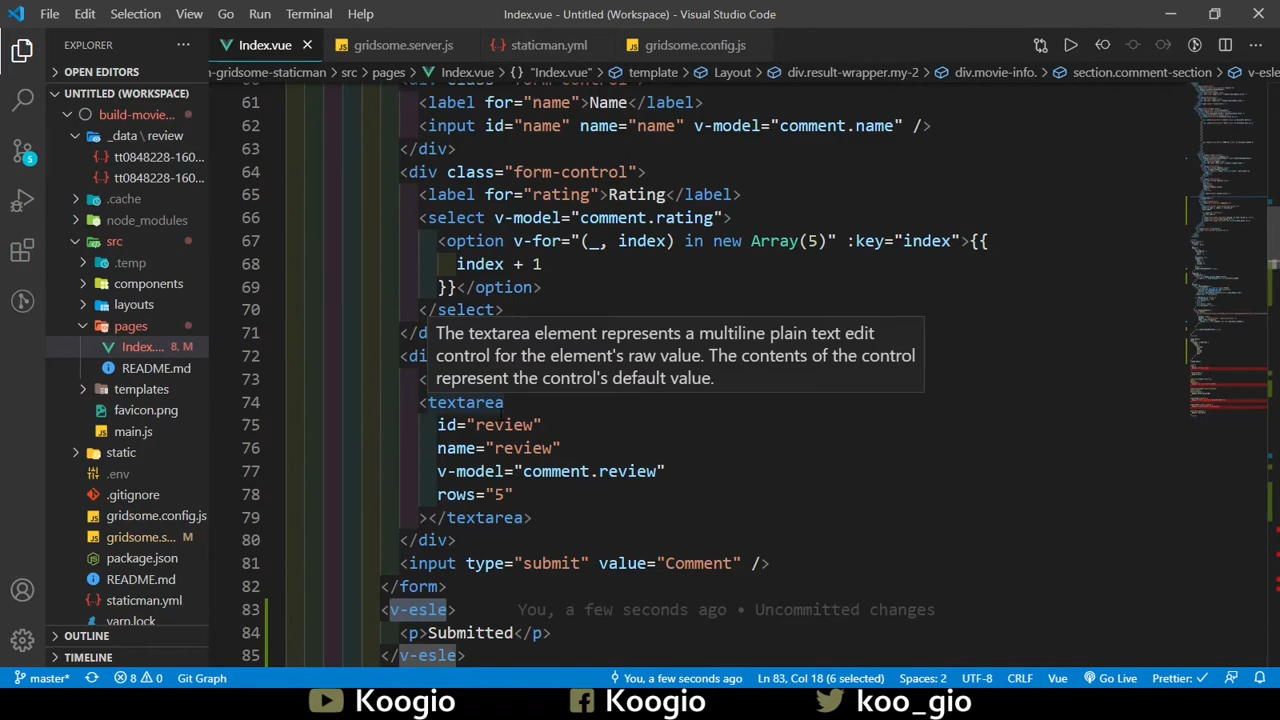 File Edit Selection View Go Run Terminal Help
Index.vue - Untitled (Workspace) - Visual Studio Code
EXPLORER
Index.vue gridsome.server.js staticman.yml gridsome.config.js
OPEN EDITORS
UNTITLED (WORKSPACE)
build-movie...
_data \ review
tt0848228-160...
tt0848228-160...
.cache
node_modules
src
.temp
components
layouts
pages
Index.... 8, M
README.md
templates
favicon.png
main.js
static
.env
.gitignore
gridsome.config.js
gridsome.s... M
package.json
README.md
staticman.yml
yarn.lock
OUTLINE
TIMELINE
5
n-gridsome-staticman > src > pages > Index.vue > {} "Index.vue" > template > Layout > div.result-wrapper.my-2 > div.movie-info. > section.comment-section > v-esle
61 <label for="name">Name</label>
62 <input id="name" name="name" v-model="comment.name" />
63 </div>
64 <div class="form-control">
65 <label for="rating">Rating</label>
66 <select v-model="comment.rating">
67 <option v-for="(_, index) in new Array(5)" :key="index">{{
68 index + 1
69 }}</option>
70 </select>
71 </d
The textarea element represents a multiline plain text edit
72 <di
control for the element's raw value. The contents of the control
73 <
represent the control's default value.
74 <textarea
75 id="review"
76 name="review"
77 v-model="comment.review"
78 rows="5"
79 ></textarea>
80 </div>
81 <input type="submit" value="Comment" />
82 </form>
83 <v-esle> You, a few seconds ago • Uncommitted changes
84 <p>Submitted</p>
85 </v-esle>
master* 8 0 Git Graph You, a few seconds ago Ln 83, Col 18 (6 selected) Spaces: 2 UTF-8 CRLF Vue Go Live Prettier: ✓
Koogio Koogio koo_gio